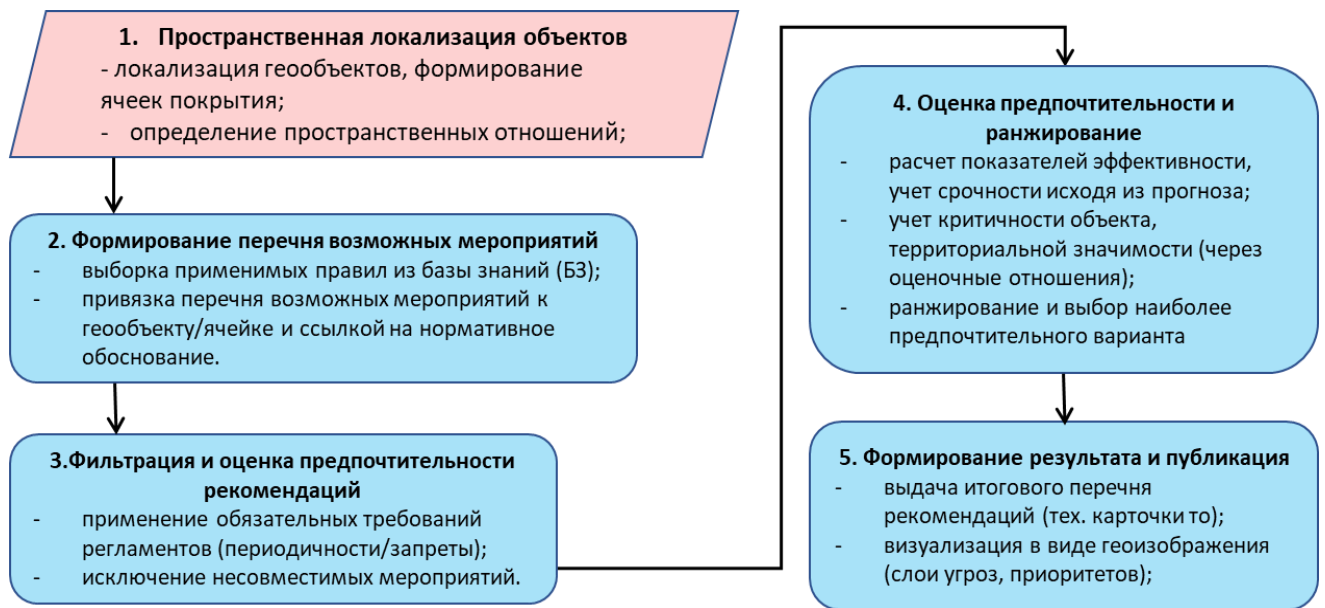 1. Пространственная локализация объектов
- локализация геообъектов, формирование
ячеек покрытия;
- определение пространственных отношений;
2. Формирование перечня возможных мероприятий
- выборка применимых правил из базы знаний (БЗ);
- привязка перечня возможных мероприятий к
геообъекту/ячейке и ссылкой на нормативное
обоснование.
3.Фильтрация и оценка предпочтительности
рекомендаций
- применение обязательных требований
регламентов (периодичности/запреты);
- исключение несовместимых мероприятий.
4. Оценка предпочтительности и
ранжирование
- расчет показателей эффективности,
учет срочности исходя из прогноза;
- учет критичности объекта,
территориальной значимости (через
оценочные отношения);
- ранжирование и выбор наиболее
предпочтительного варианта
5. Формирование результата и публикация
- выдача итогового перечня
рекомендаций (тех. карточки то);
- визуализация в виде геоизображения
(слои угроз, приоритетов);